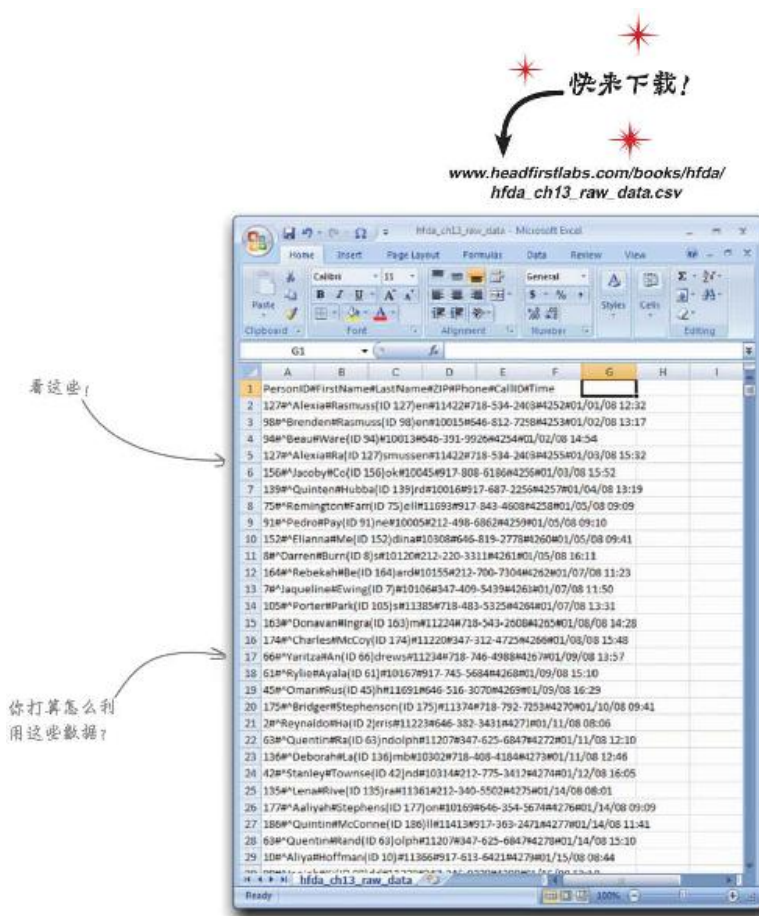 快来下载！
www.headfirstlabs.com/books/hfda/
hfda_ch13_raw_data.csv
hfda_ch13_raw_data - Microsoft Excel
Home Insert Page Layout Formulas Data Review View
Calibri 11 General
Paste B I U A $ % , Styles Cells
Clipboard Font Alignment Number Editing
G1 fx
A B C D E F G H I
1 PersonID#FirstName#LastName#ZIP#Phone#CallID#Time
2 127#^Alexia#Rasmuss(ID 127)en#11422#718-534-2403#4252#01/01/08 12:32
3 98#^Brenden#Rasmuss(ID 98)en#10015#646-812-7298#4253#01/02/08 13:17
4 94#^Beau#Ware(ID 94)#10013#646-391-9926#4254#01/02/08 14:54
看这些！
5 127#^Alexia#Ra(ID 127)smussen#11422#718-534-2403#4255#01/03/08 15:32
6 156#^Jacoby#Co(ID 156)ok#10045#917-808-6186#4256#01/03/08 15:52
7 139#^Quinten#Hubba(ID 139)rd#10016#917-687-2256#4257#01/04/08 13:19
8 75#^Remington#Farr(ID 75)ell#11693#917-843-4608#4258#01/05/08 09:09
9 91#^Pedro#Pay(ID 91)ne#10005#212-498-6862#4259#01/05/08 09:10
10 152#^Elianna#Me(ID 152)dina#10308#646-819-2778#4260#01/05/08 09:41
11 8#^Darren#Burn(ID 8)s#10120#212-220-3311#4261#01/05/08 16:11
12 164#^Rebekah#Be(ID 164)ard#10155#212-700-7304#4262#01/07/08 11:23
13 7#^Jaqueline#Ewing(ID 7)#10106#347-409-5439#4263#01/07/08 11:50
14 105#^Porter#Park(ID 105)s#11385#718-483-5325#4264#01/07/08 13:31
15 163#^Donavan#Ingra(ID 163)m#11224#718-543-2608#4265#01/08/08 14:28
16 174#^Charles#McCoy(ID 174)#11220#347-312-4725#4266#01/08/08 15:48
17 66#^Yaritza#An(ID 66)drews#11234#718-746-4988#4267#01/09/08 13:57
18 61#^Rylie#Ayala(ID 61)#10167#917-745-5684#4268#01/09/08 15:10
19 45#^Omari#Rus(ID 45)h#11691#646-516-3070#4269#01/09/08 16:29
你打算怎么利
用这些数据？
20 175#^Bridger#Stephenson(ID 175)#11374#718-792-7253#4270#01/10/08 09:41
21 2#^Reynaldo#Ha(ID 2)rris#11223#646-382-3431#4271#01/11/08 08:06
22 63#^Quentin#Ra(ID 63)ndolph#11207#347-625-6847#4272#01/11/08 12:10
23 136#^Deborah#La(ID 136)mb#10302#718-408-4184#4273#01/11/08 12:46
24 42#^Stanley#Townse(ID 42)nd#10314#212-775-3412#4274#01/12/08 16:05
25 135#^Lena#Rive(ID 135)ra#11361#212-340-5502#4275#01/14/08 08:01
26 177#^Aaliyah#Stephens(ID 177)on#10169#646-354-5674#4276#01/14/08 09:09
27 186#^Quintin#McConne(ID 186)ll#11413#917-363-2471#4277#01/14/08 11:41
28 63#^Quentin#Rand(ID 63)olph#11207#347-625-6847#4278#01/14/08 15:10
29 10#^Aliya#Hoffman(ID 10)#11366#917-613-6421#4279#01/15/08 08:44
hfda_ch13_raw_data
Ready 100%